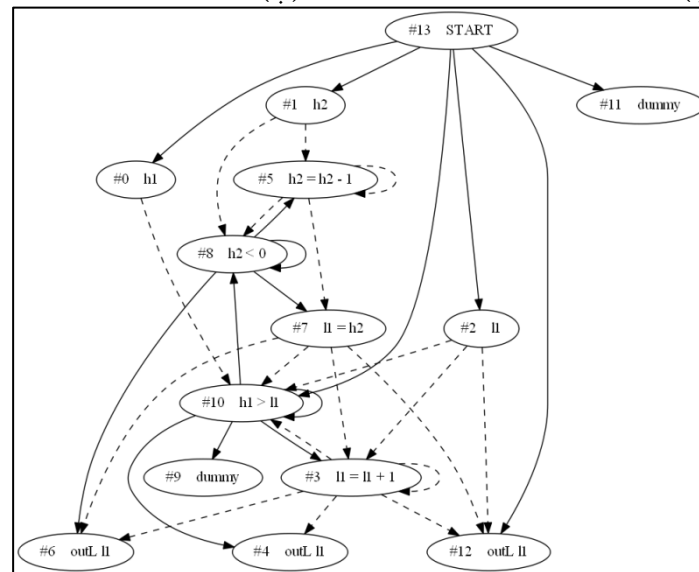 #13 START
#1 h2
#11 dummy
#0 h1
#5 h2 = h2 - 1
#8 h2 < 0
#7 l1 = h2
#2 l1
#10 h1 > l1
#9 dummy
#3 l1 = l1 + 1
#6 outL l1
#4 outL l1
#12 outL l1